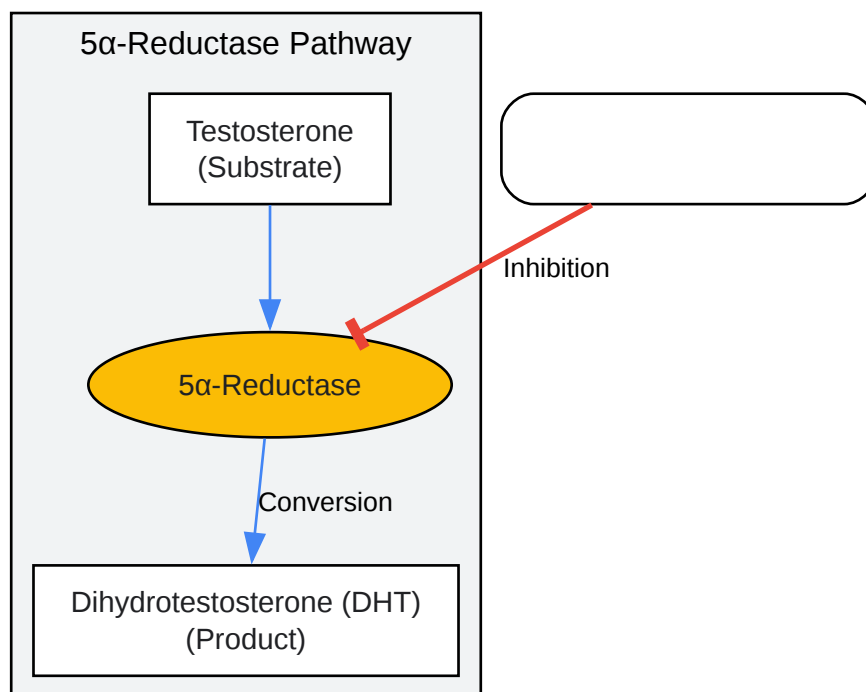 5α-Reductase Pathway
Testosterone
(Substrate)
Inhibition
5α-Reductase
Conversion
Dihydrotestosterone (DHT)
(Product)